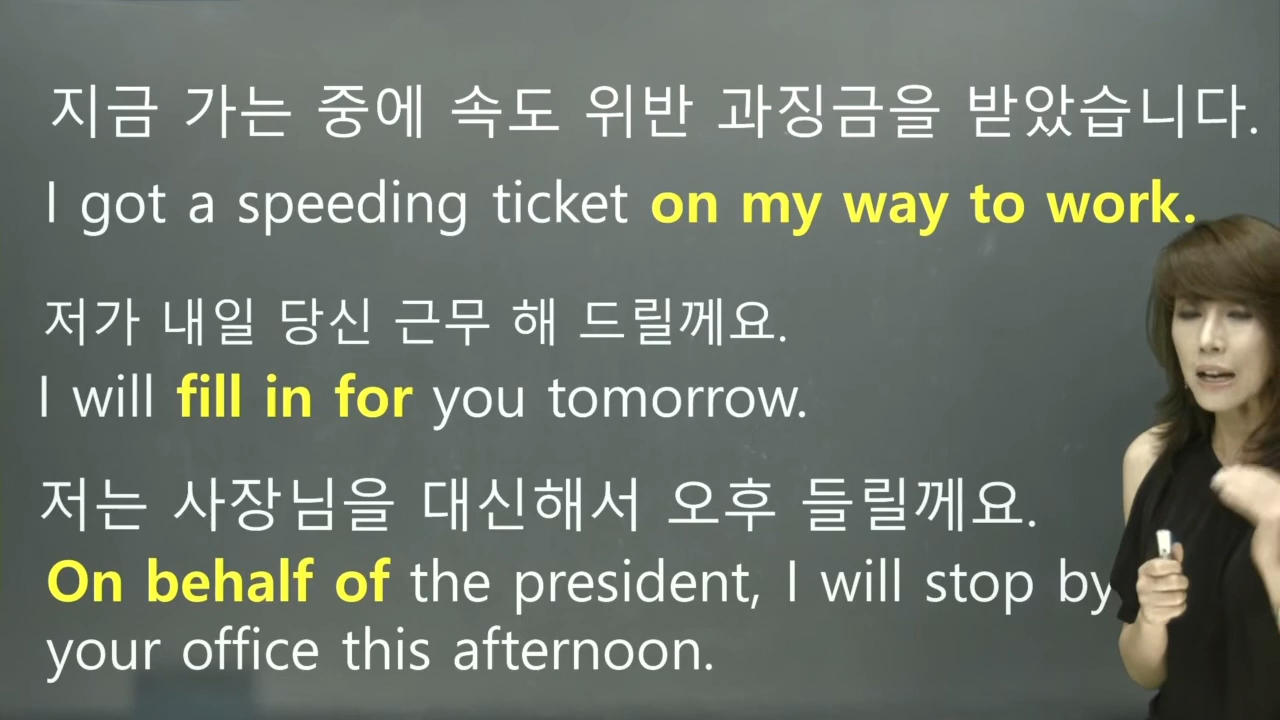 지금 가는 중에 속도 위반 과징금을 받았습니다.
I got a speeding ticket on my way to work.
저가 내일 당신 근무 해 드릴께요.
I will fill in for you tomorrow.
저는 사장님을 대신해서 오후 들릴께요.
On behalf of the president, I will stop by
your office this afternoon.